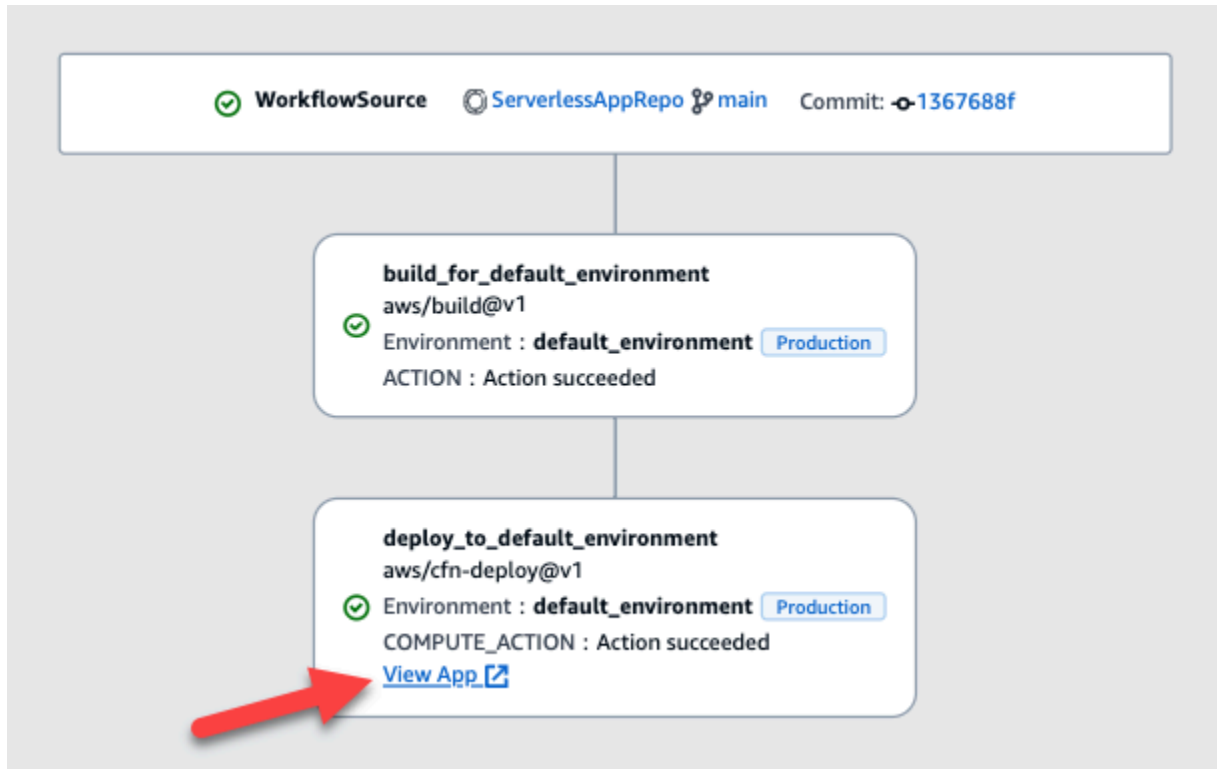 WorkflowSource ServerlessAppRepo main Commit: 1367688f
build_for_default_environment
aws/build@v1
Environment : default_environment Production
ACTION : Action succeeded
deploy_to_default_environment
aws/cfn-deploy@v1
Environment : default_environment Production
COMPUTE_ACTION : Action succeeded
View App